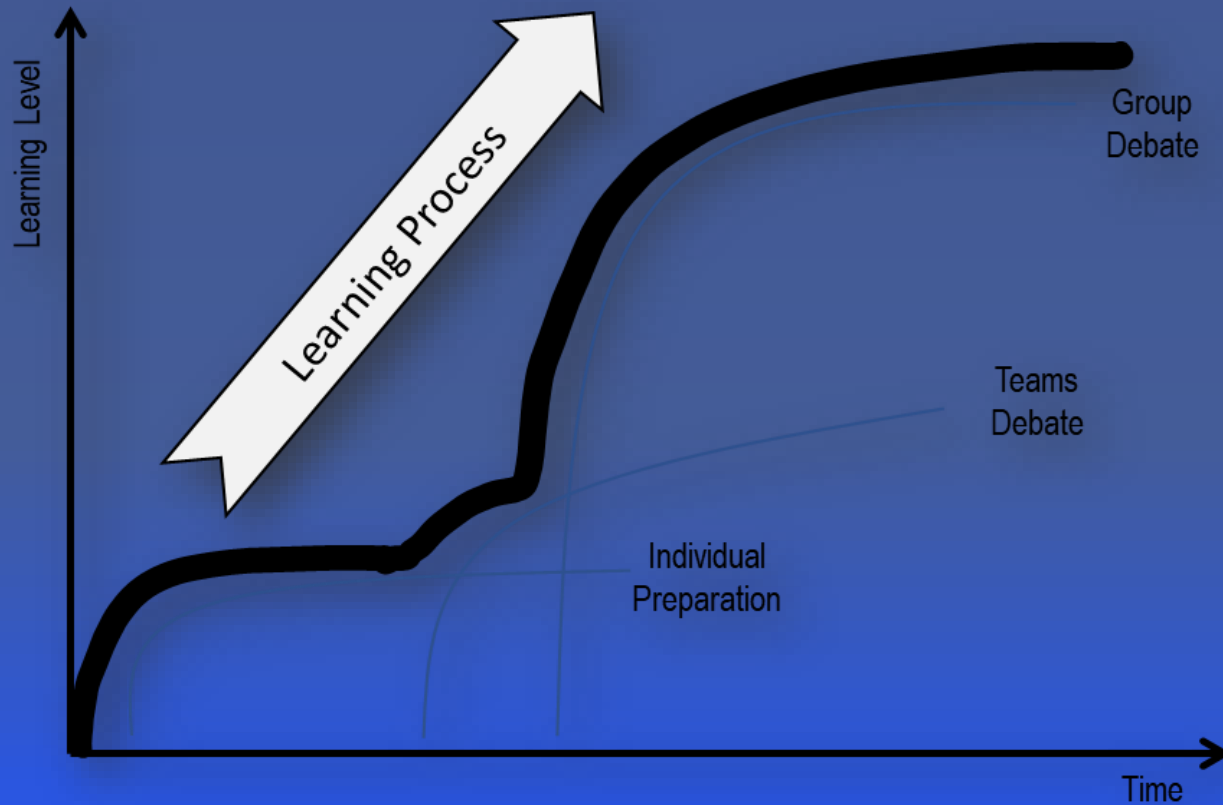 Learning Level
Learning Process
Group
Debate
Teams
Debate
Individual
Preparation
Time